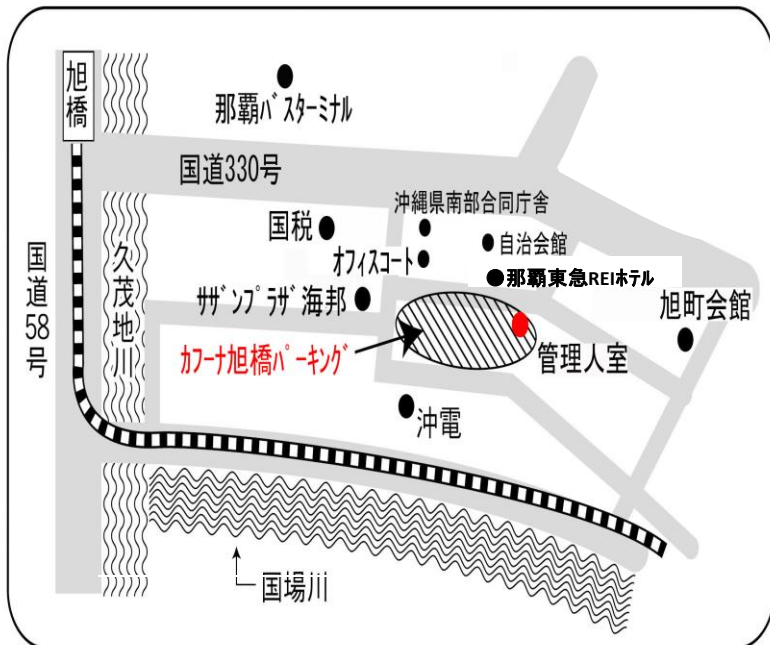 旭橋
那覇バスターミナル
国道330号
沖縄県南部合同庁舎
国税
自治会館
オフィスコート
那覇東急REIホテル
国道58号
久茂地川
サザンプラザ海邦
旭町会館
カフーナ旭橋パーキング
管理人室
沖電
国場川